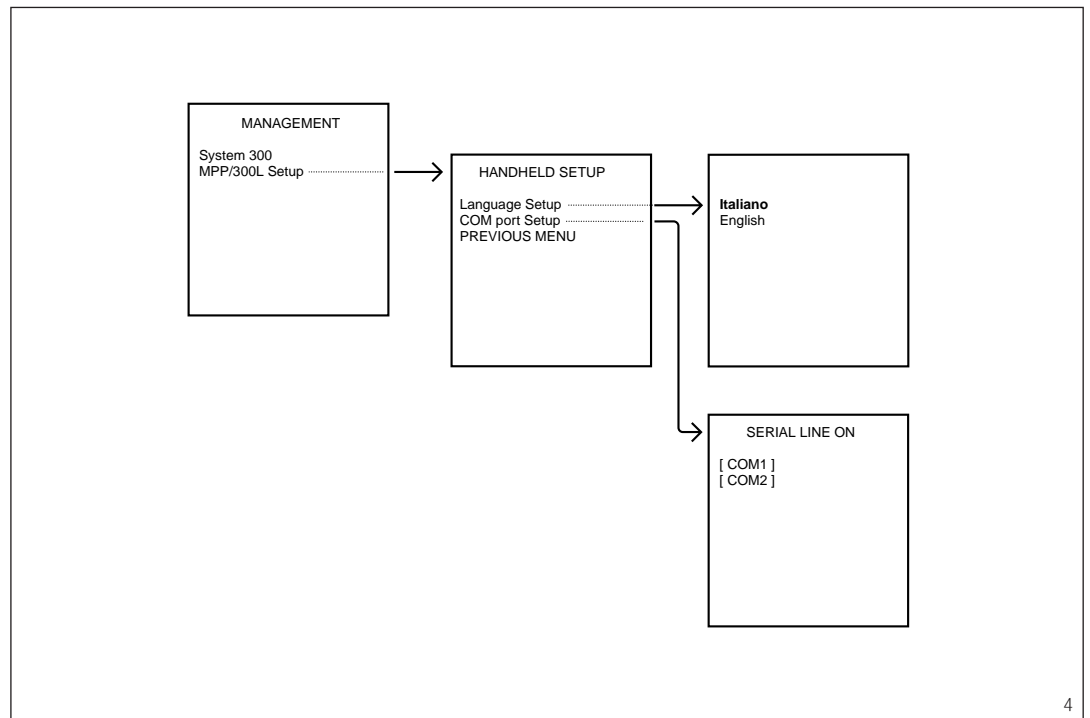 MANAGEMENT
System 300
MPP/300L Setup
HANDHELD SETUP
Language Setup
COM port Setup
PREVIOUS MENU
Italiano
English
SERIAL LINE ON
[ COM1 ]
[ COM2 ]
4